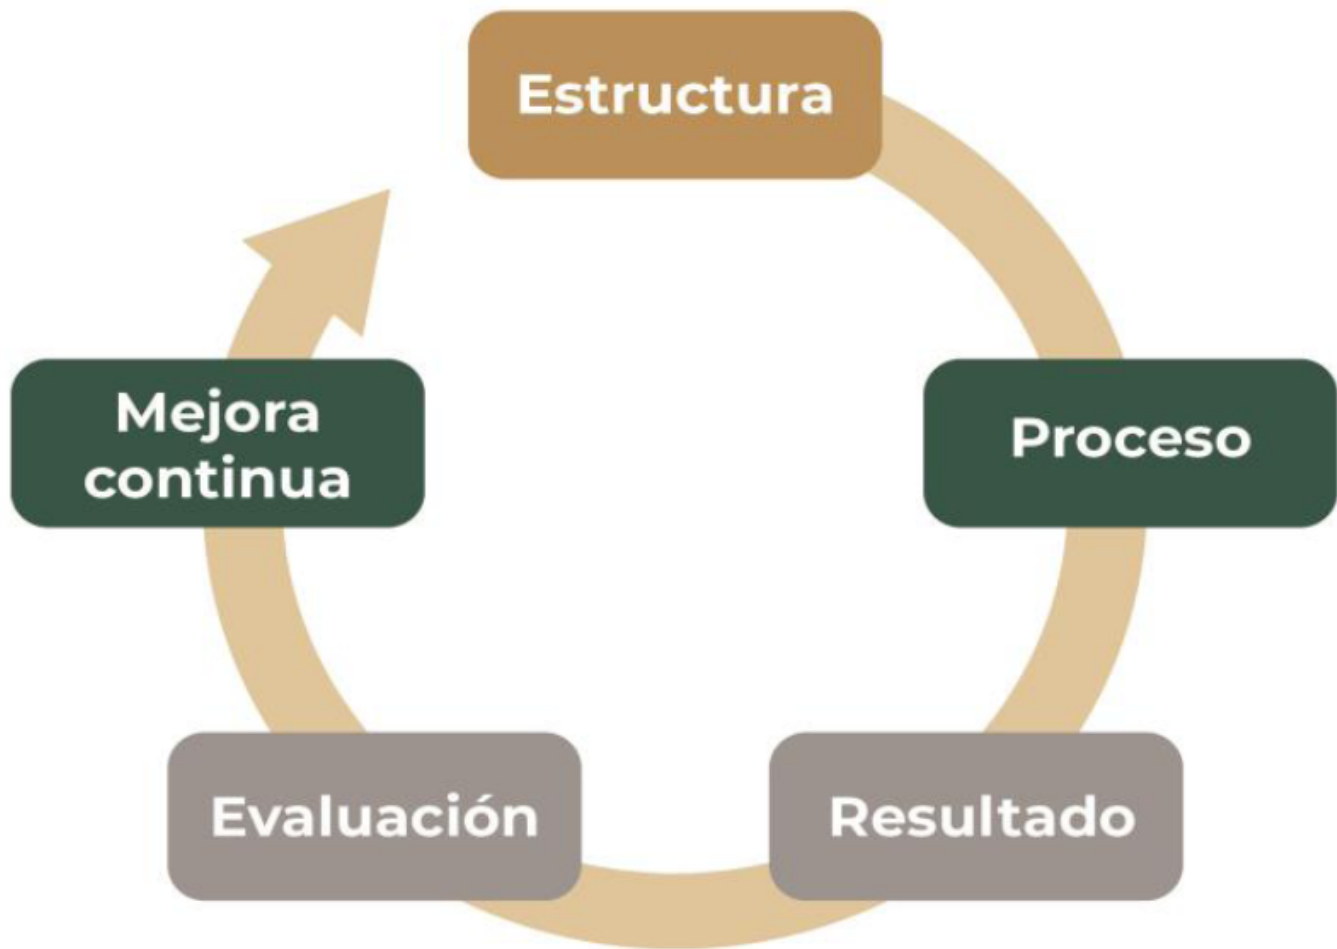 Estructura
Proceso
Resultado
Evaluación
Mejora
continua